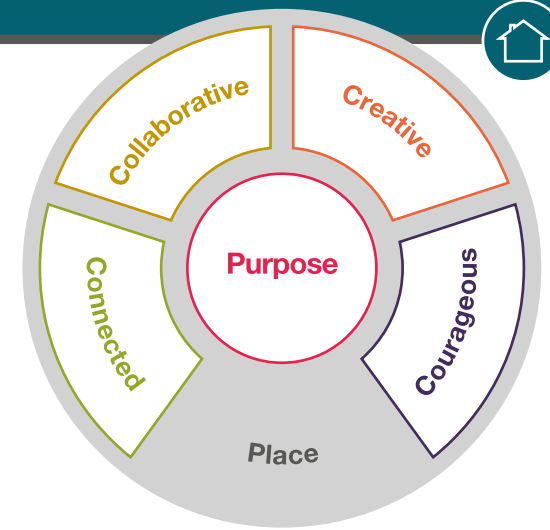 Collaborative
Creative
Connected
Purpose
Courageous
Place